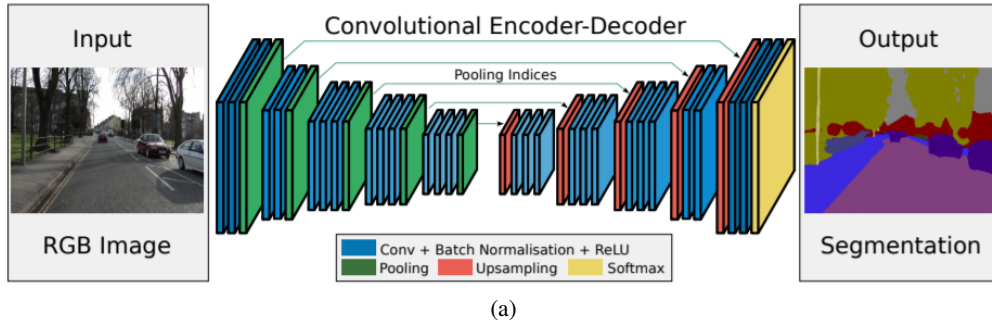 Input
RGB Image
Convolutional Encoder-Decoder
Pooling Indices
Conv + Batch Normalisation + ReLU
Pooling Upsampling Softmax
Output
Segmentation
(a)